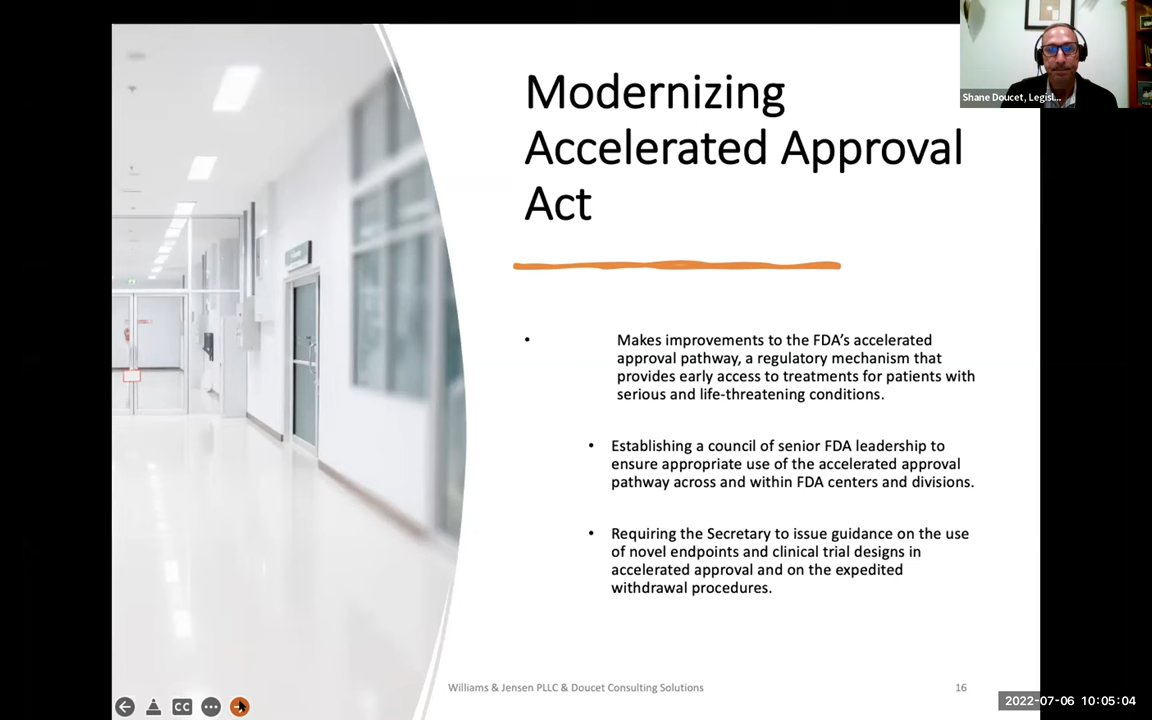 Modernizing
Accelerated Approval
Act
Shane Doucet, Legisl...
• Makes improvements to the FDA’s accelerated
approval pathway, a regulatory mechanism that
provides early access to treatments for patients with
serious and life-threatening conditions.
• Establishing a council of senior FDA leadership to
ensure appropriate use of the accelerated approval
pathway across and within FDA centers and divisions.
• Requiring the Secretary to issue guidance on the use
of novel endpoints and clinical trial designs in
accelerated approval and on the expedited
withdrawal procedures.
Williams & Jensen PLLC & Doucet Consulting Solutions
16
CC
2022-07-06 10:05:04